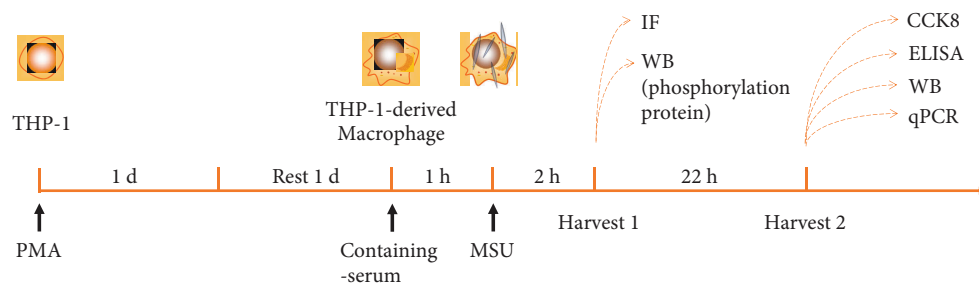 IF
WB
(phosphorylation
protein)
CCK8
ELISA
WB
qPCR
THP-1
THP-1-derived
Macrophage
1 d
Rest 1 d
1 h
2 h
22 h
PMA
Containing
-serum
MSU
Harvest 1
Harvest 2